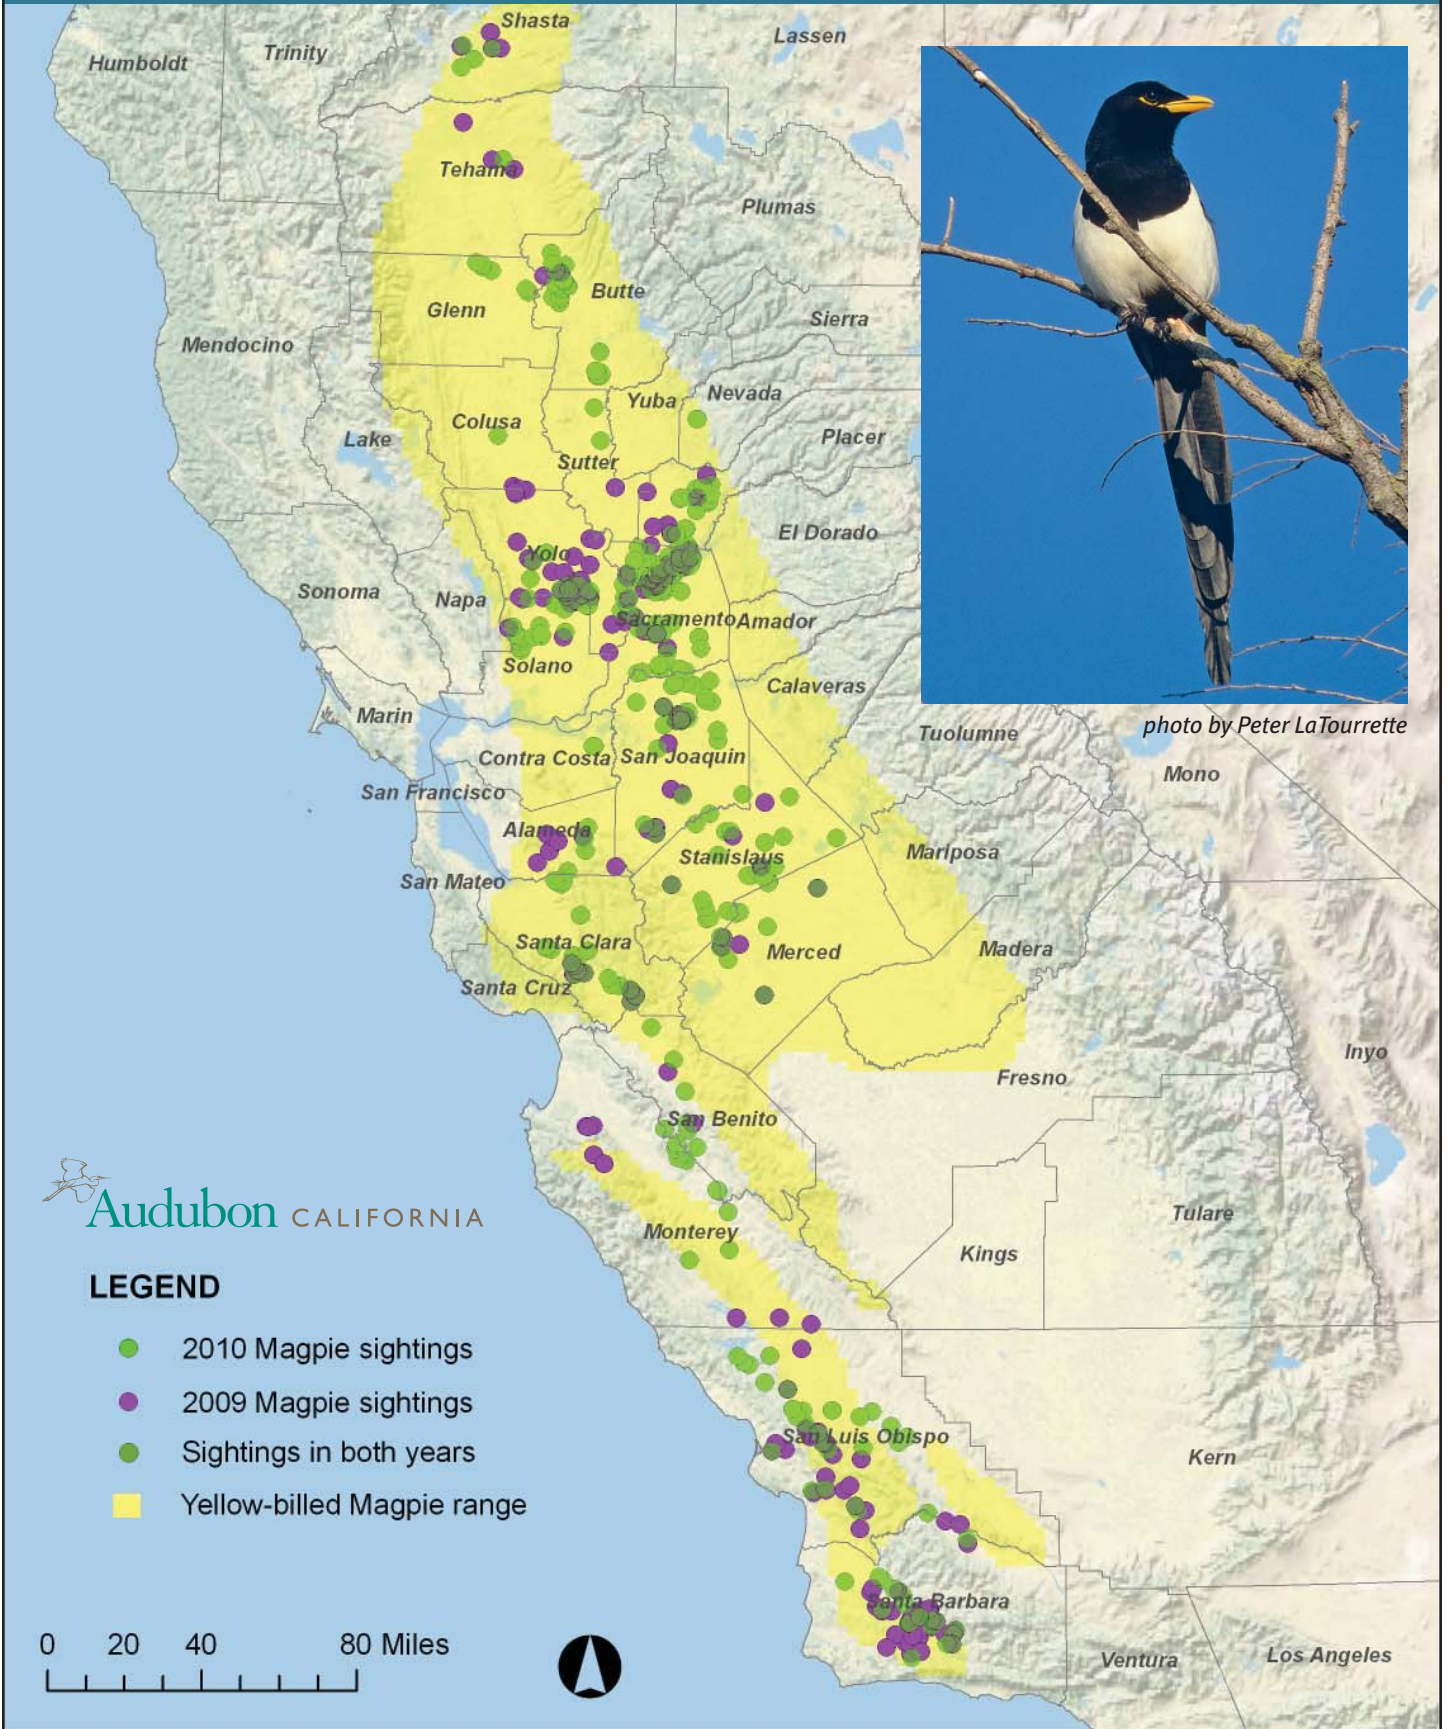 Shasta
Lassen
Trinity
Humboldt
Tehama
Plumas
Butte
Glenn
Sierra
Mendocino
Nevada
Yuba
Colusa
Placer
Lake
Sutter
El Dorado
Yolo
Sonoma
Napa
Sacramento
Amador
Solano
Calaveras
Marin
photo by Peter LaTourrette
Tuolumne
Contra Costa
San Joaquin
Mono
San Francisco
Alameda
Mariposa
Stanislaus
San Mateo
Santa Clara
Merced
Madera
Santa Cruz
Inyo
Fresno
San Benito
Audubon CALIFORNIA
Tulare
Monterey
Kings
LEGEND
2010 Magpie sightings
2009 Magpie sightings
Sightings in both years
Yellow-billed Magpie range
San Luis Obispo
Kern
Santa Barbara
0 20 40 80 Miles
Ventura
Los Angeles